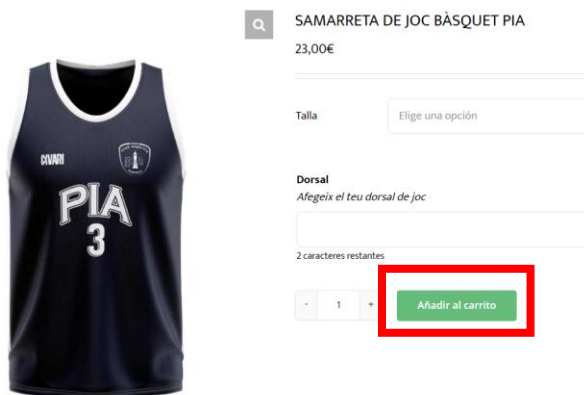 SAMARRETA DE JOC BÀSQUET PIA
23,00€
Talla
Elige una opción
Dorsal
Afegeix el teu dorsal de joc
2 caracteres restantes
- 1 +
Añadir al carrito
CIVARI
PIA
3